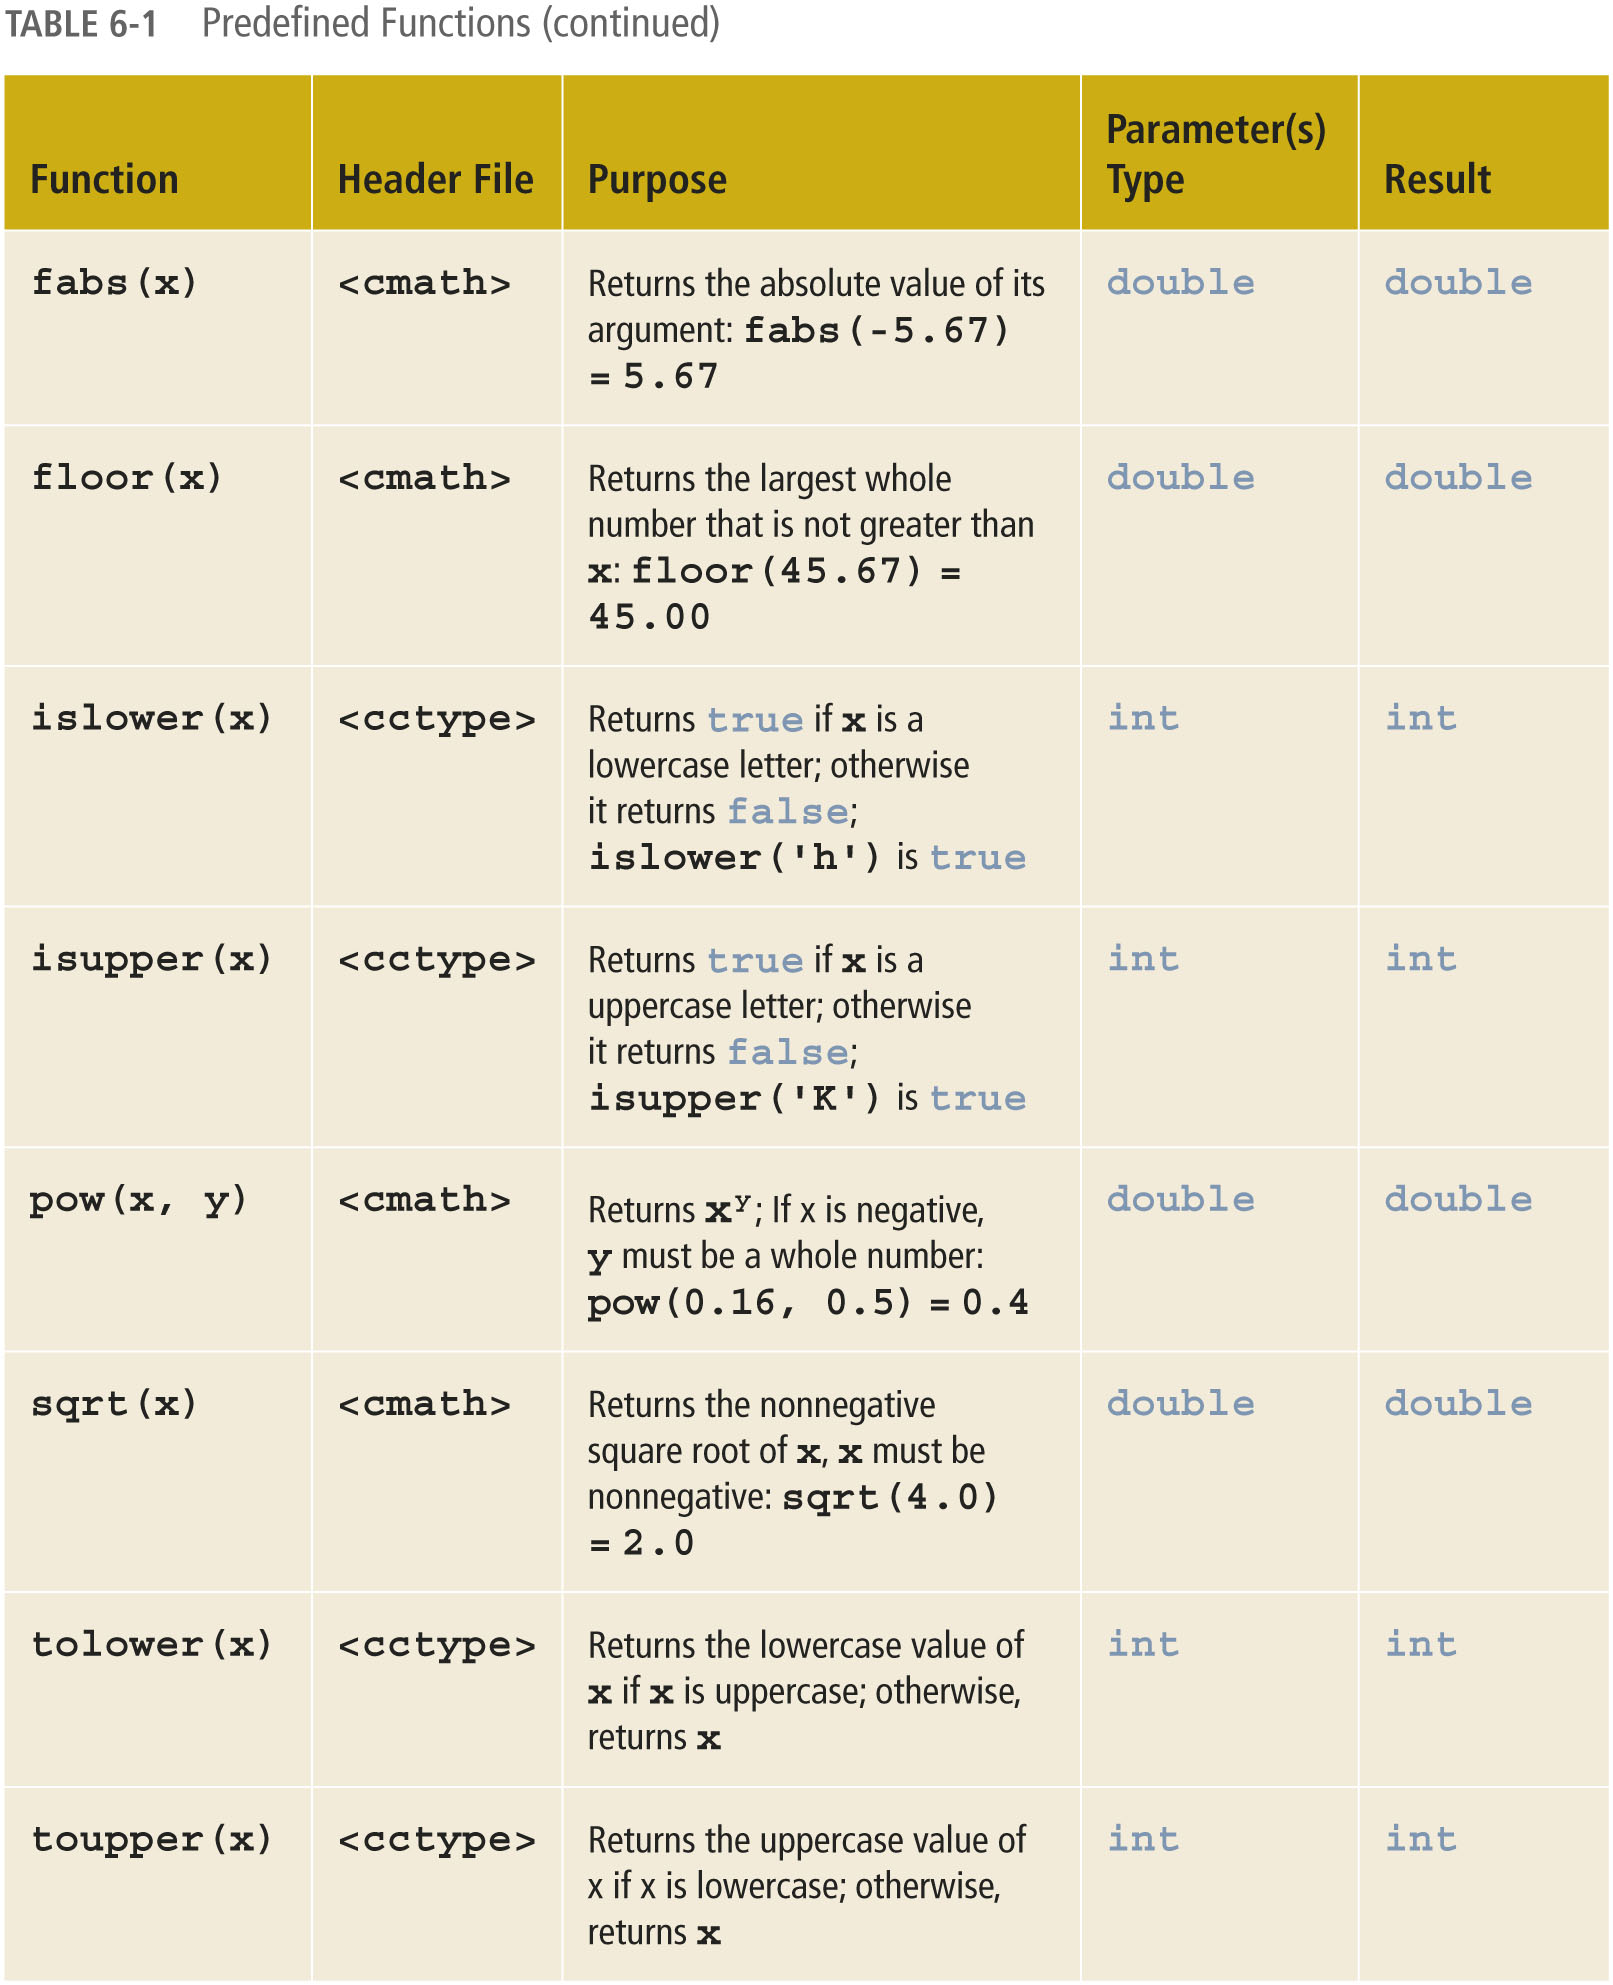 TABLE 6-1 Predefined Functions (continued)
Function Header File Purpose Parameter(s) Type Result
fabs(x) <cmath> Returns the absolute value of its double double
argument: fabs(-5.67)
= 5.67
floor(x) <cmath> Returns the largest whole double double
number that is not greater than
x: floor(45.67) =
45.00
islower(x) <cctype> Returns true if x is a int int
lowercase letter; otherwise
it returns false;
islower('h') is true
isupper(x) <cctype> Returns true if x is a int int
uppercase letter; otherwise
it returns false;
isupper('K') is true
pow(x, y) <cmath> Returns xʸ; If x is negative, double double
y must be a whole number:
pow(0.16, 0.5) = 0.4
sqrt(x) <cmath> Returns the nonnegative double double
square root of x, x must be
nonnegative: sqrt(4.0)
= 2.0
tolower(x) <cctype> Returns the lowercase value of int int
x if x is uppercase; otherwise,
returns x
toupper(x) <cctype> Returns the uppercase value of int int
x if x is lowercase; otherwise,
returns x